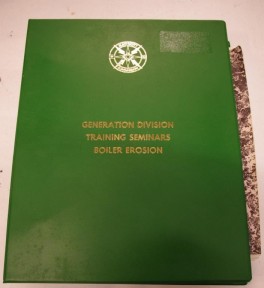 GENERATION DIVISION
TRAINING SEMINARS
BOILER EROSION